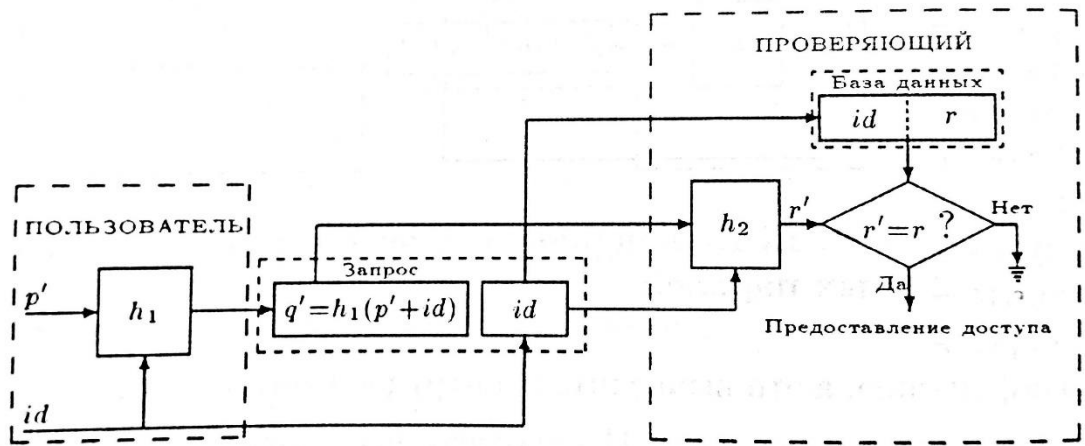 ПРОВЕРЯЮЩИЙ
База данных
id r
ПОЛЬЗОВАТЕЛЬ
h₂
r′
r′=r ?
Нет
Да
Предоставление доступа
p′
h₁
Запрос
q′=h₁(p′+id)
id
id